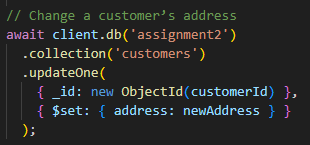 // Change a customer’s address
await client.db('assignment2')
.collection('customers')
.updateOne(
{ _id: new ObjectId(customerId) },
{ $set: { address: newAddress } }
);